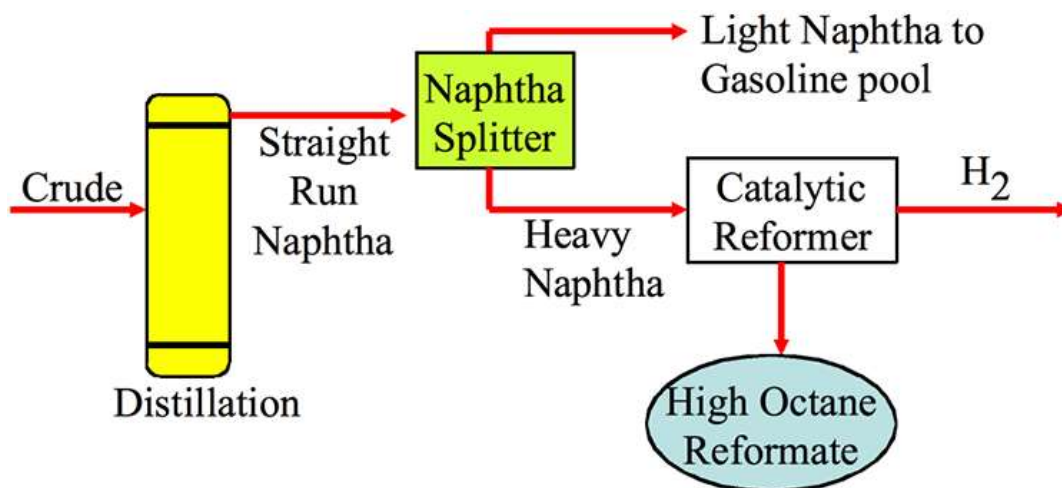 Crude
Distillation
Straight
Run
Naphtha
Naphtha
Splitter
Light Naphtha to
Gasoline pool
Heavy
Naphtha
Catalytic
Reformer
H2
High Octane
Reformate